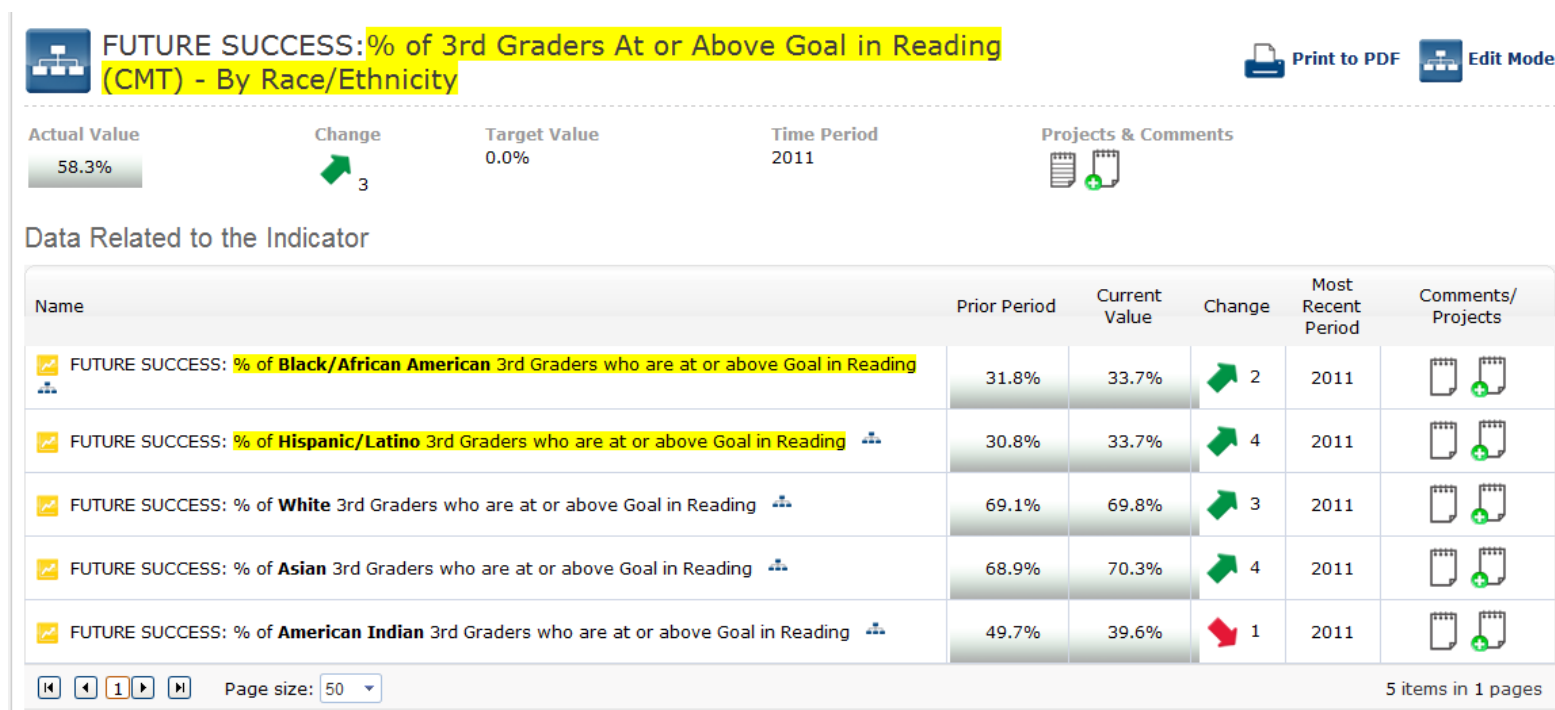 FUTURE SUCCESS:% of 3rd Graders At or Above Goal in Reading
(CMT) - By Race/Ethnicity
Print to PDF
Edit Mode
Actual Value
Change
Target Value
Time Period
Projects & Comments
58.3%
3
0.0%
2011
Data Related to the Indicator
Name
Prior Period
Current
Value
Change
Most
Recent
Period
Comments/
Projects
FUTURE SUCCESS: % of Black/African American 3rd Graders who are at or above Goal in Reading
31.8%
33.7%
2
2011
FUTURE SUCCESS: % of Hispanic/Latino 3rd Graders who are at or above Goal in Reading
30.8%
33.7%
4
2011
FUTURE SUCCESS: % of White 3rd Graders who are at or above Goal in Reading
69.1%
69.8%
3
2011
FUTURE SUCCESS: % of Asian 3rd Graders who are at or above Goal in Reading
68.9%
70.3%
4
2011
FUTURE SUCCESS: % of American Indian 3rd Graders who are at or above Goal in Reading
49.7%
39.6%
1
2011
1
Page size: 50
5 items in 1 pages